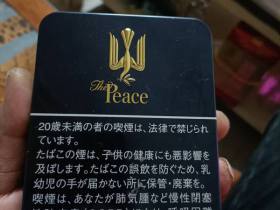 The
Peace
20歳未満の者の喫煙は、法律で禁じられ
ています。
たばこの煙は、子供の健康にも悪影響を
及ぼします。たばこの誤飲を防ぐため、乳
幼児の手が届かない所に保管・廃棄を。
喫煙は、あなたが肺気腫など慢性閉塞